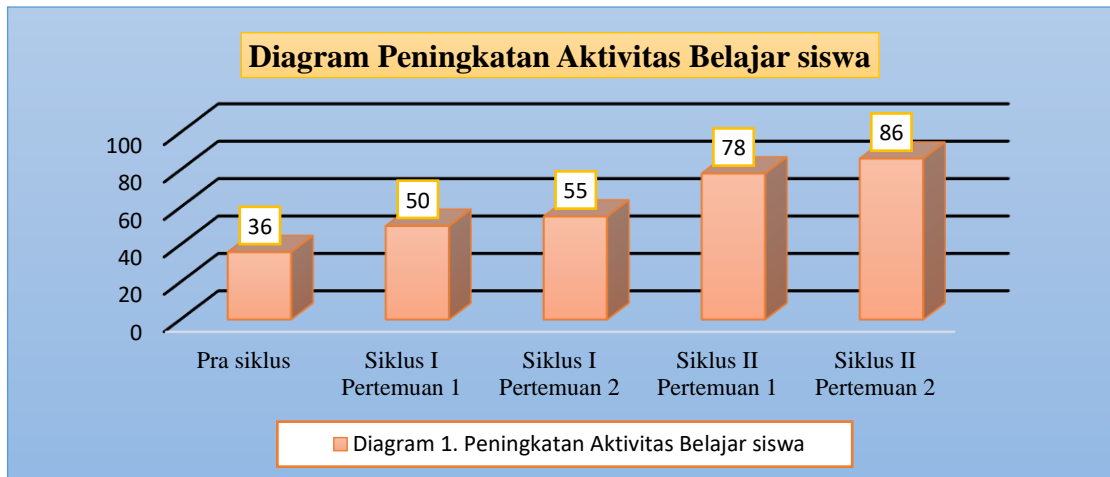 Diagram Peningkatan Aktivitas Belajar siswa
100
80
60
40
20
0
36
50
55
78
86
Pra siklus
Siklus I
Pertemuan 1
Siklus I
Pertemuan 2
Siklus II
Pertemuan 1
Siklus II
Pertemuan 2
Diagram 1. Peningkatan Aktivitas Belajar siswa